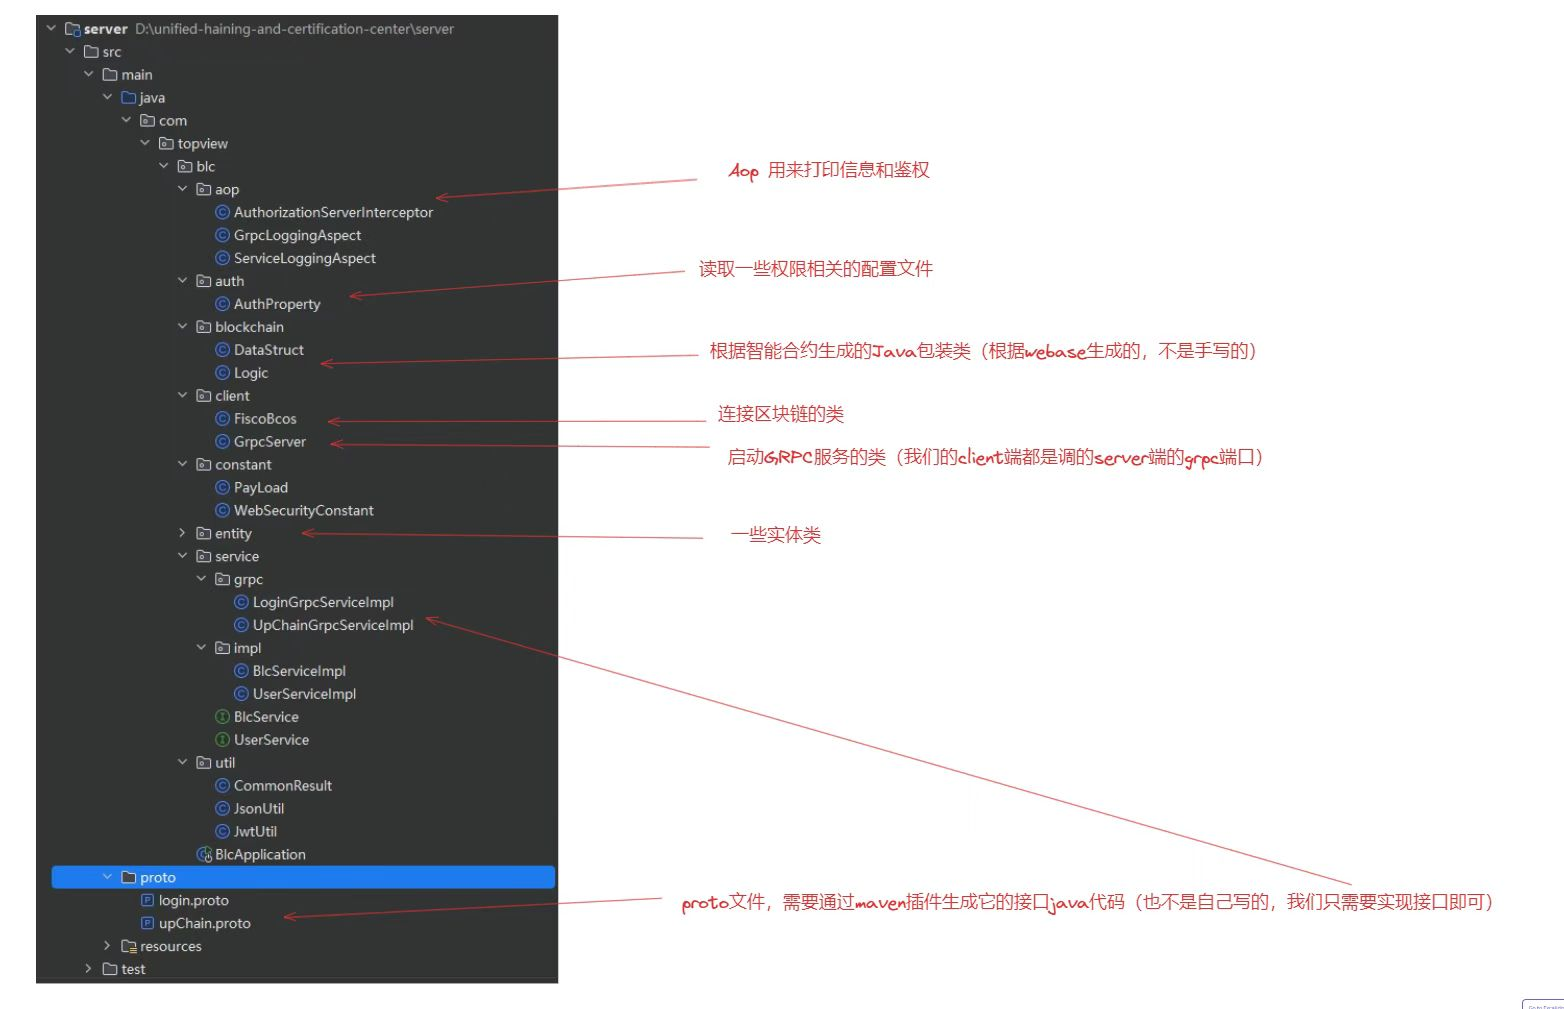 server D:\unified-haining-and-certification-center\server
src
main
java
com
topview
blc
aop
AuthorizationServerInterceptor
GrpcLoggingAspect
ServiceLoggingAspect
auth
AuthProperty
blockchain
DataStruct
Logic
client
FiscoBcos
GrpcServer
constant
PayLoad
WebSecurityConstant
entity
service
grpc
LoginGrpcServiceImpl
UpChainGrpcServiceImpl
impl
BlcServiceImpl
UserServiceImpl
BlcService
UserService
util
CommonResult
JsonUtil
JwtUtil
BlcApplication
proto
login.proto
upChain.proto
resources
test
Aop 用来打印信息和鉴权
读取一些权限相关的配置文件
根据智能合约生成的Java包装类（根据webase生成的，不是手写的）
连接区块链的类
启动GRPC服务的类（我们的client端都是调的server端的grpc端口）
一些实体类
proto文件，需要通过maven插件生成它的接口java代码（也不是自己写的，我们只需要实现接口即可）